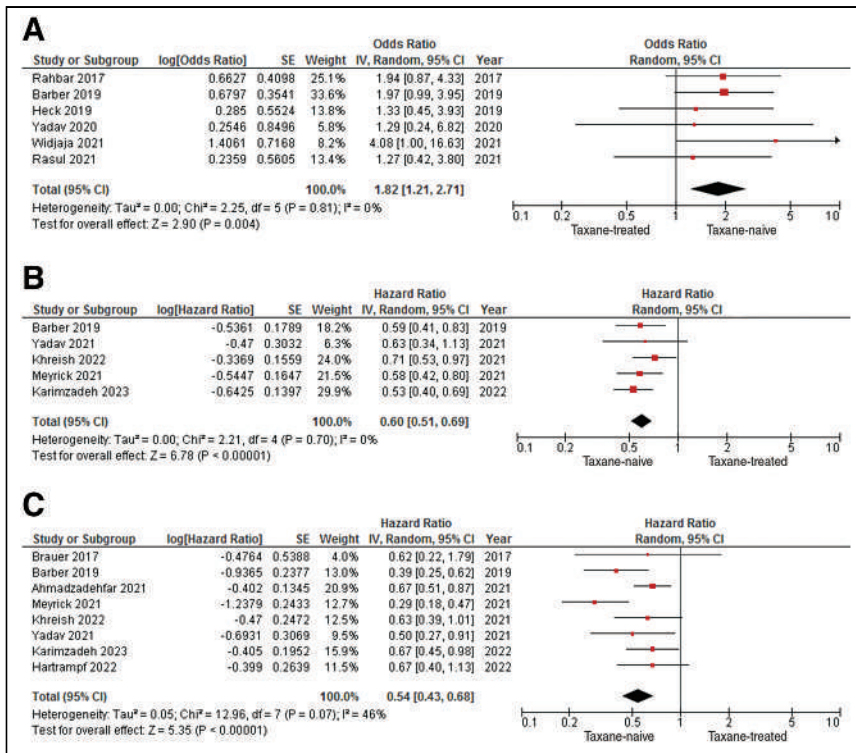 A
Odds Ratio Odds Ratio
Study or Subgroup log[Odds Ratio] SE Weight IV, Random, 95% CI Year Random, 95% CI
Rahbar 2017 0.6627 0.4098 25.1% 1.94 [0.87, 4.33] 2017
Barber 2019 0.6797 0.3541 33.6% 1.97 [0.99, 3.95] 2019
Heck 2019 0.285 0.5524 13.8% 1.33 [0.45, 3.93] 2019
Yadav 2020 0.2546 0.8496 5.8% 1.29 [0.24, 6.82] 2020
Widjaja 2021 1.4061 0.7168 8.2% 4.08 [1.00, 16.63] 2021
Rasul 2021 0.2359 0.5605 13.4% 1.27 [0.42, 3.80] 2021
Total (95% CI) 100.0% 1.82 [1.21, 2.71]
Heterogeneity: Tau² = 0.00; Chi² = 2.25, df = 5 (P = 0.81); I² = 0%
Test for overall effect: Z = 2.90 (P = 0.004)
0.1 0.2 0.5 1 2 5 10
Taxane-treated Taxane-naive
B
Hazard Ratio Hazard Ratio
Study or Subgroup log[Hazard Ratio] SE Weight IV, Random, 95% CI Year Random, 95% CI
Barber 2019 -0.5361 0.1789 18.2% 0.59 [0.41, 0.83] 2019
Yadav 2021 -0.47 0.3032 6.3% 0.63 [0.34, 1.13] 2021
Khreish 2022 -0.3369 0.1559 24.0% 0.71 [0.53, 0.97] 2021
Meyrick 2021 -0.5447 0.1647 21.5% 0.58 [0.42, 0.80] 2021
Karimzadeh 2023 -0.6425 0.1397 29.9% 0.53 [0.40, 0.69] 2022
Total (95% CI) 100.0% 0.60 [0.51, 0.69]
Heterogeneity: Tau² = 0.00; Chi² = 2.21, df = 4 (P = 0.70); I² = 0%
Test for overall effect: Z = 6.78 (P < 0.00001)
0.1 0.2 0.5 1 2 5 10
Taxane-naive Taxane-treated
C
Hazard Ratio Hazard Ratio
Study or Subgroup log[Hazard Ratio] SE Weight IV, Random, 95% CI Year Random, 95% CI
Brauer 2017 -0.4764 0.5388 4.0% 0.62 [0.22, 1.79] 2017
Barber 2019 -0.9365 0.2377 13.0% 0.39 [0.25, 0.62] 2019
Ahmadzadehfar 2021 -0.402 0.1345 20.9% 0.67 [0.51, 0.87] 2021
Meyrick 2021 -1.2379 0.2433 12.7% 0.29 [0.18, 0.47] 2021
Khreish 2022 -0.47 0.2472 12.5% 0.63 [0.39, 1.01] 2021
Yadav 2021 -0.6931 0.3069 9.5% 0.50 [0.27, 0.91] 2021
Karimzadeh 2023 -0.405 0.1952 15.9% 0.67 [0.45, 0.98] 2022
Hartrampf 2022 -0.399 0.2639 11.5% 0.67 [0.40, 1.13] 2022
Total (95% CI) 100.0% 0.54 [0.43, 0.68]
Heterogeneity: Tau² = 0.05; Chi² = 12.96, df = 7 (P = 0.07); I² = 46%
Test for overall effect: Z = 5.35 (P < 0.00001)
0.1 0.2 0.5 1 2 5 10
Taxane-naive Taxane-treated